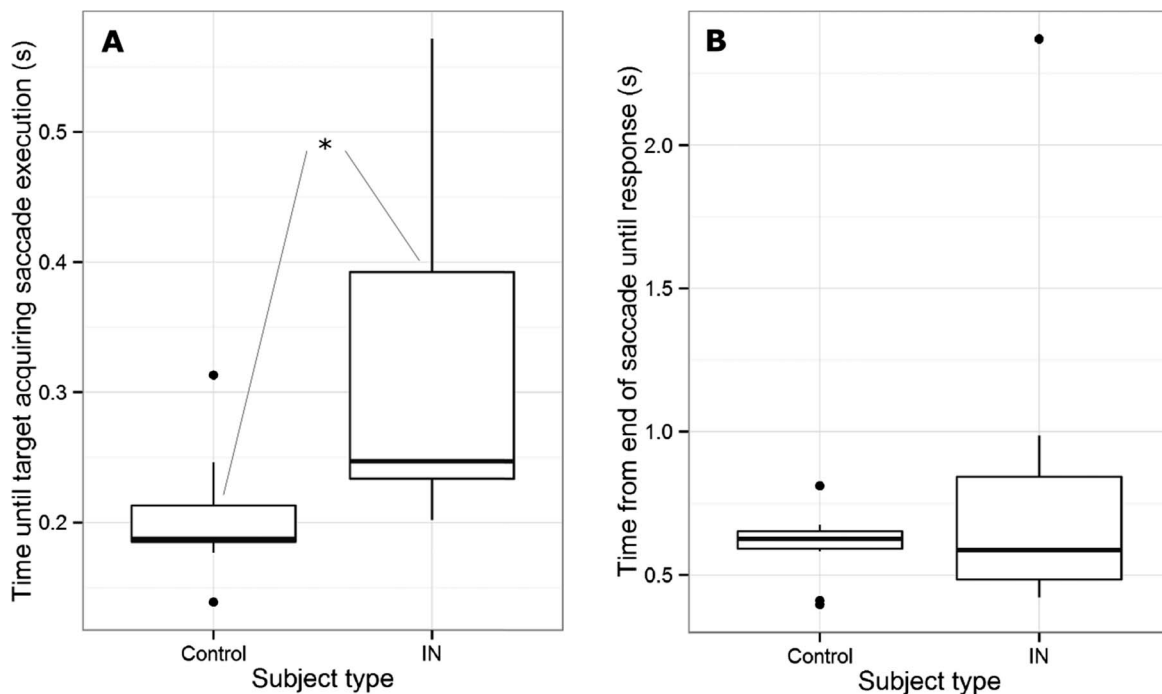 A
Time until target acquiring saccade execution (s)
0.5
0.4
0.3
0.2
*
Control
IN
Subject type
B
Time from end of saccade until response (s)
2.0
1.5
1.0
0.5
Control
IN
Subject type